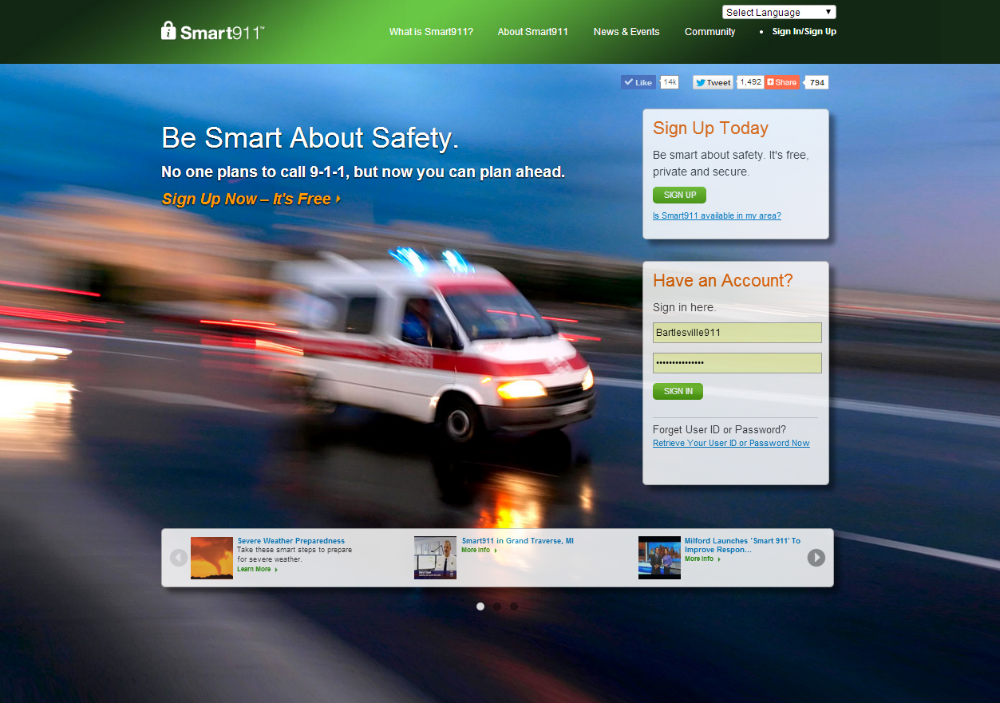 Select Language
Smart911™
What is Smart911?
About Smart911
News & Events
Community
Sign In/Sign Up
Like
14k
Tweet
1,492
Share
794
Be Smart About Safety.
No one plans to call 9-1-1, but now you can plan ahead.
Sign Up Now – It's Free
Sign Up Today
Be smart about safety. It's free,
private and secure.
SIGN UP
Is Smart911 available in my area?
Have an Account?
Sign in here.
Bartlesville911
•••••••••••••••
SIGN IN
Forget User ID or Password?
Retrieve Your User ID or Password Now
Severe Weather Preparedness
Take these smart steps to prepare
for severe weather.
Learn More
Smart911 in Grand Traverse, MI
More Info
Milford Launches 'Smart 911' To
Improve Respon...
More Info